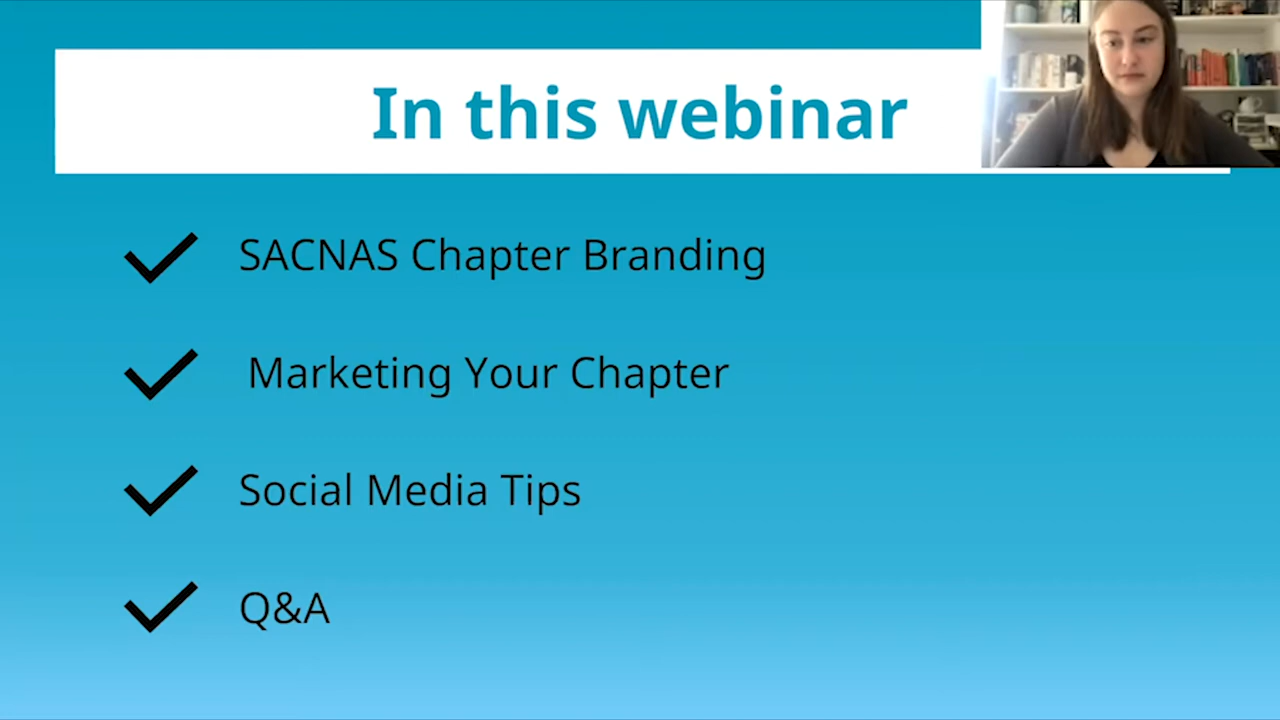 In this webinar
SACNAS Chapter Branding
Marketing Your Chapter
Social Media Tips
Q&A